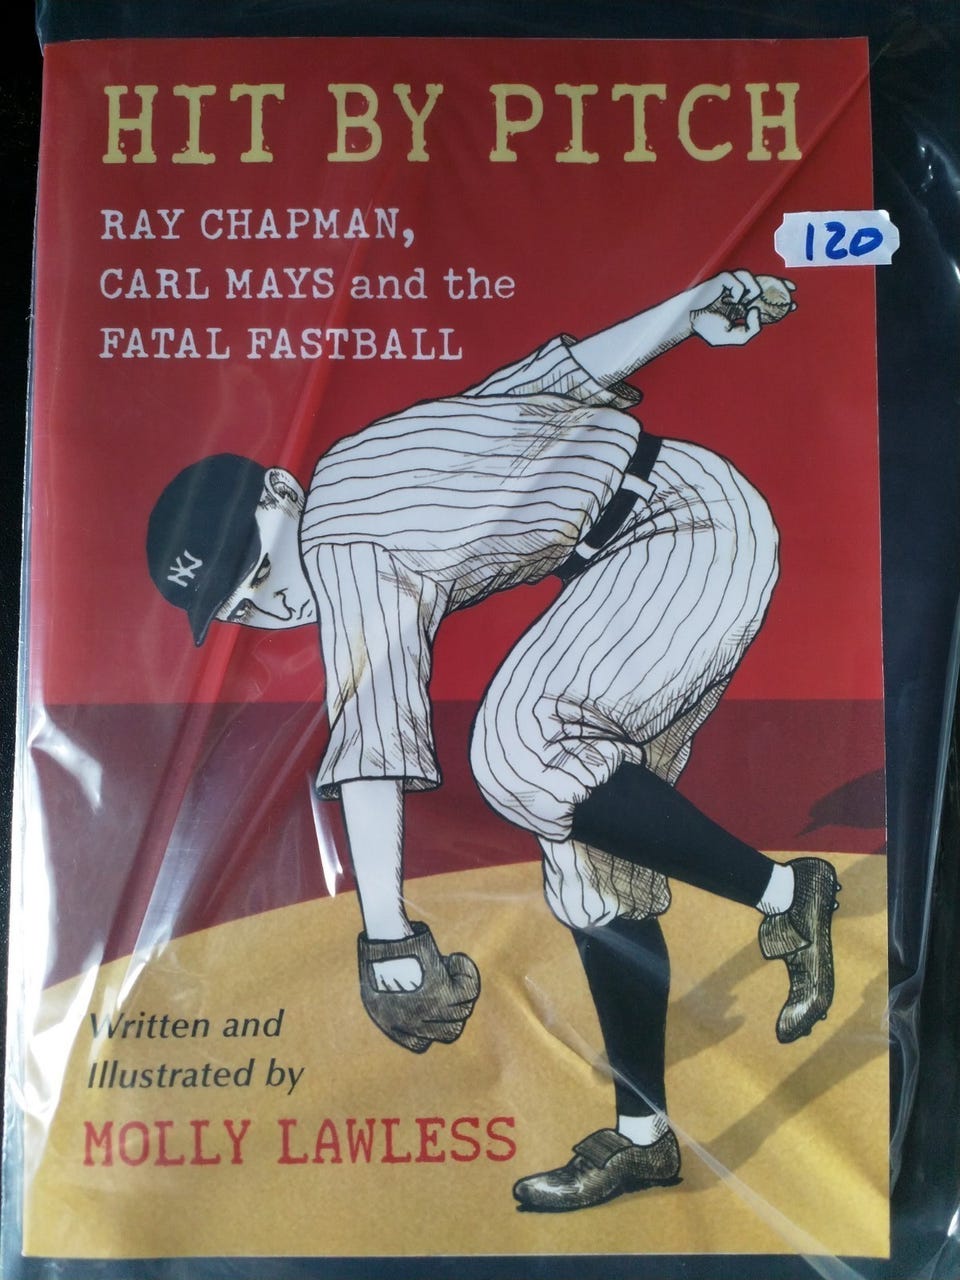 HIT BY PITCH
RAY CHAPMAN,
120
CARL MAYS and the
FATAL FASTBALL
NY
Written and
Illustrated by
MOLLY LAWLESS